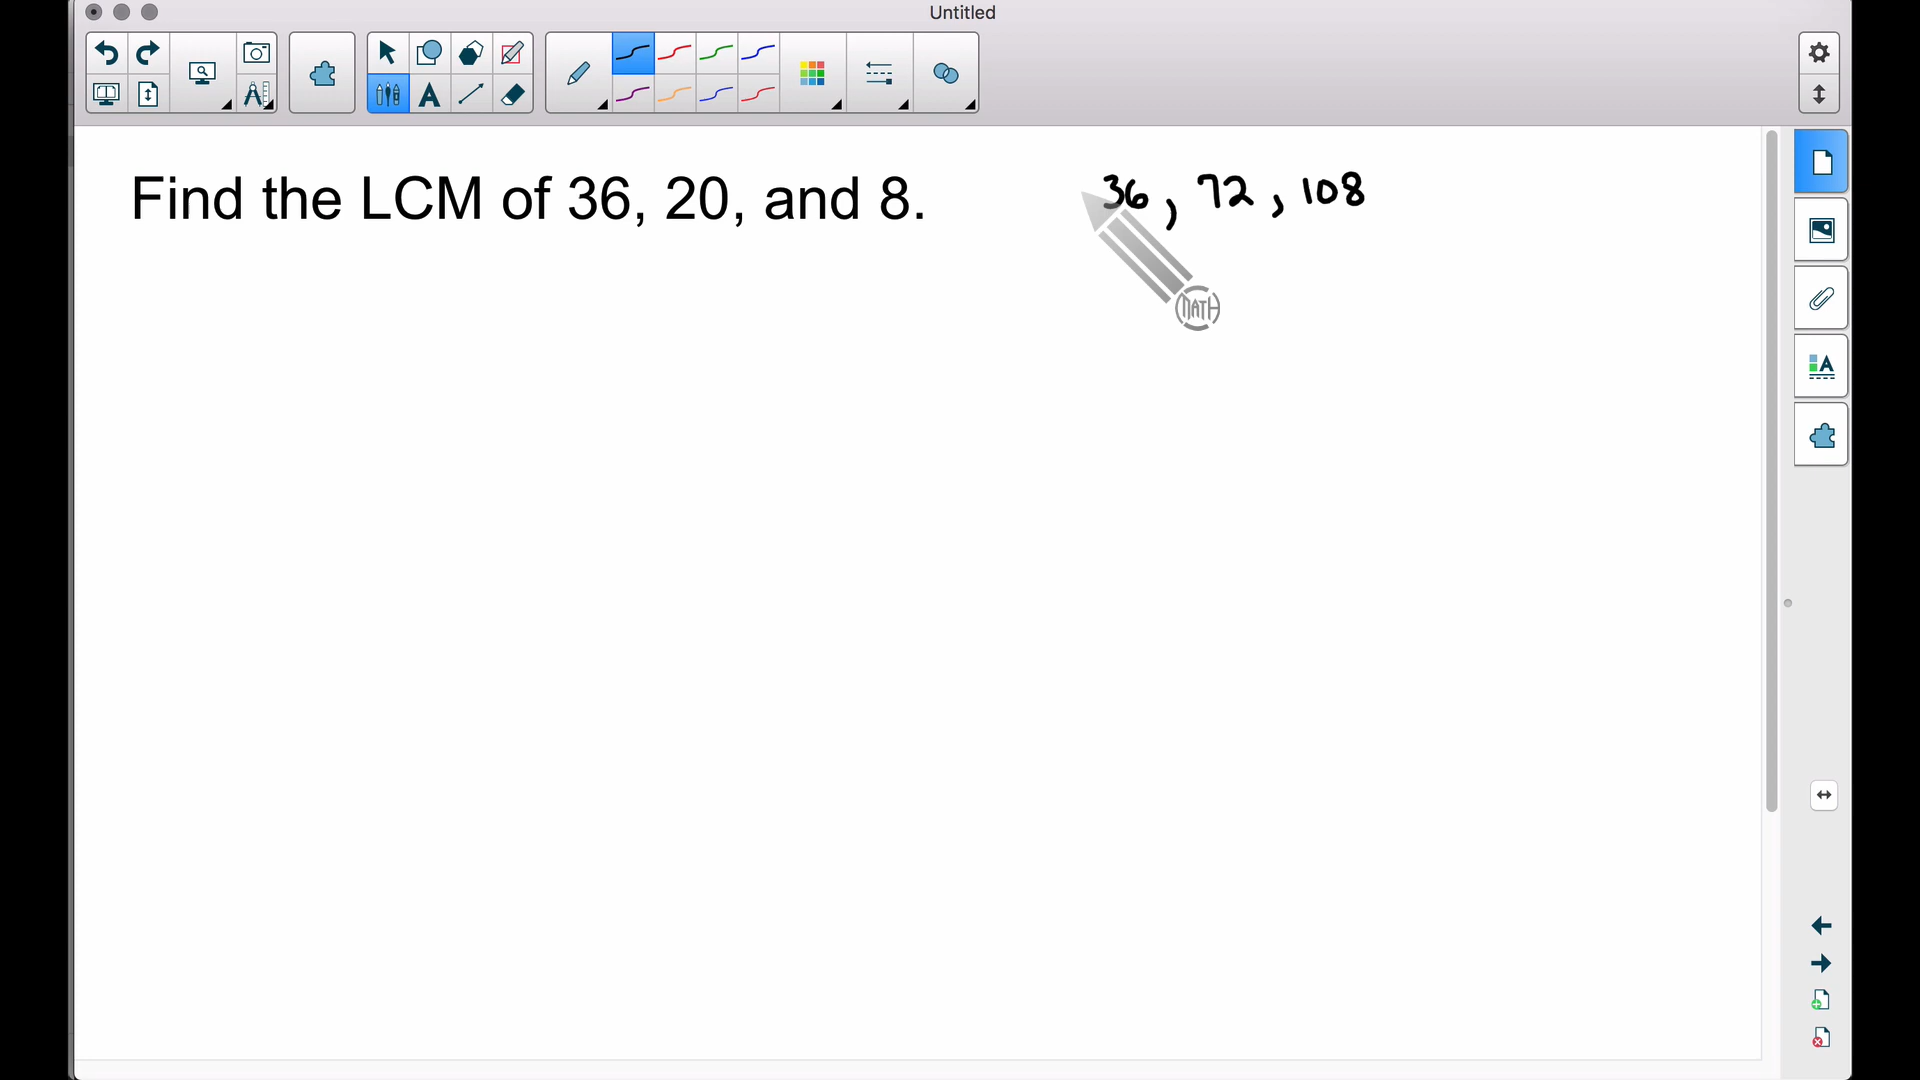 Untitled
Find the LCM of 36, 20, and 8.
36, 72, 108
MATH